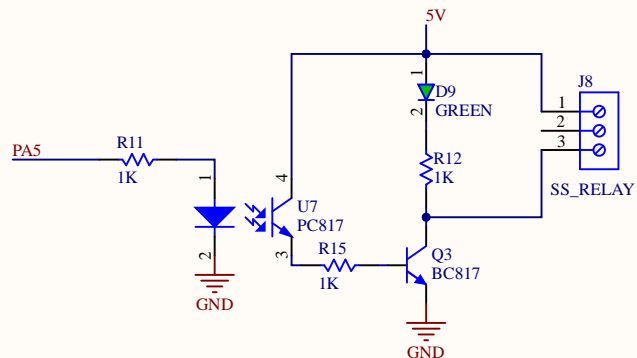 5V
J8
1
D9
GREEN
2
1
2
3
PA5
R11
1K
R12
1K
SS_RELAY
1
4
U7
PC817
2
3
R15
1K
Q3
BC817
GND
GND